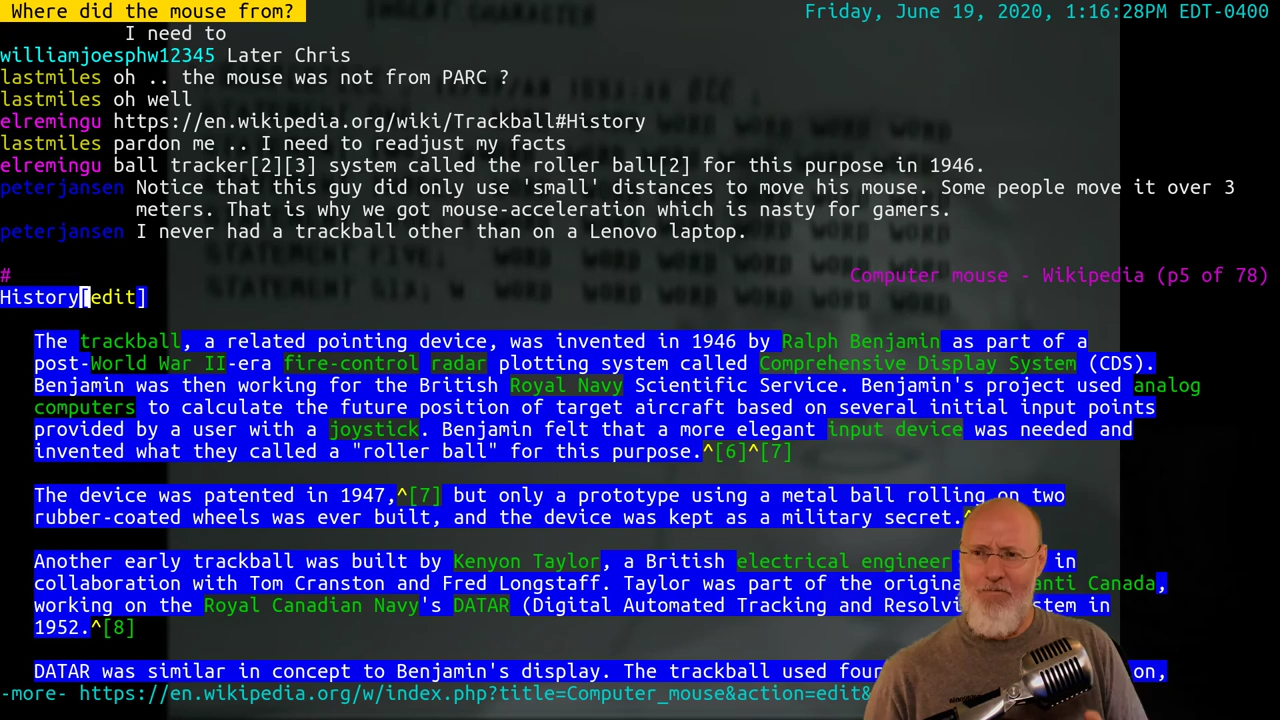 Where did the mouse from?
Friday, June 19, 2020, 1:16:28PM EDT-0400
I need to
williamjoesphw12345 Later Chris
lastmiles oh .. the mouse was not from PARC ?
lastmiles oh well
elremingu https://en.wikipedia.org/wiki/Trackball#History
lastmiles pardon me .. I need to readjust my facts
elremingu ball tracker[2][3] system called the roller ball[2] for this purpose in 1946.
peterjansen Notice that this guy did only use 'small' distances to move his mouse. Some people move it over 3
meters. That is why we got mouse-acceleration which is nasty for gamers.
peterjansen I never had a trackball other than on a Lenovo laptop.
# Computer mouse - Wikipedia (p5 of 78)
History[edit]
The trackball, a related pointing device, was invented in 1946 by Ralph Benjamin as part of a
post-World War II-era fire-control radar plotting system called Comprehensive Display System (CDS).
Benjamin was then working for the British Royal Navy Scientific Service. Benjamin's project used analog
computers to calculate the future position of target aircraft based on several initial input points
provided by a user with a joystick. Benjamin felt that a more elegant input device was needed and
invented what they called a "roller ball" for this purpose.^[6]^[7]
The device was patented in 1947,^[7] but only a prototype using a metal ball rolling on two
rubber-coated wheels was ever built, and the device was kept as a military secret.^
Another early trackball was built by Kenyon Taylor, a British electrical engineer in
collaboration with Tom Cranston and Fred Longstaff. Taylor was part of the origina anti Canada,
working on the Royal Canadian Navy's DATAR (Digital Automated Tracking and Resolvi stem in
1952.^[8]
DATAR was similar in concept to Benjamin's display. The trackball used four on,
-more- https://en.wikipedia.org/w/index.php?title=Computer_mouse&action=edit&
STATEMENT FIVE; WORD WORD WORD WORD WORD
STATEMENT SIX; W WORD WORD WORD WORD